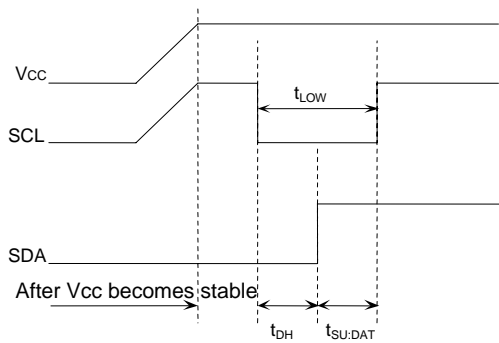 VCC
tLOW
SCL
SDA
After Vcc becomes stable
tDH
tSU:DAT